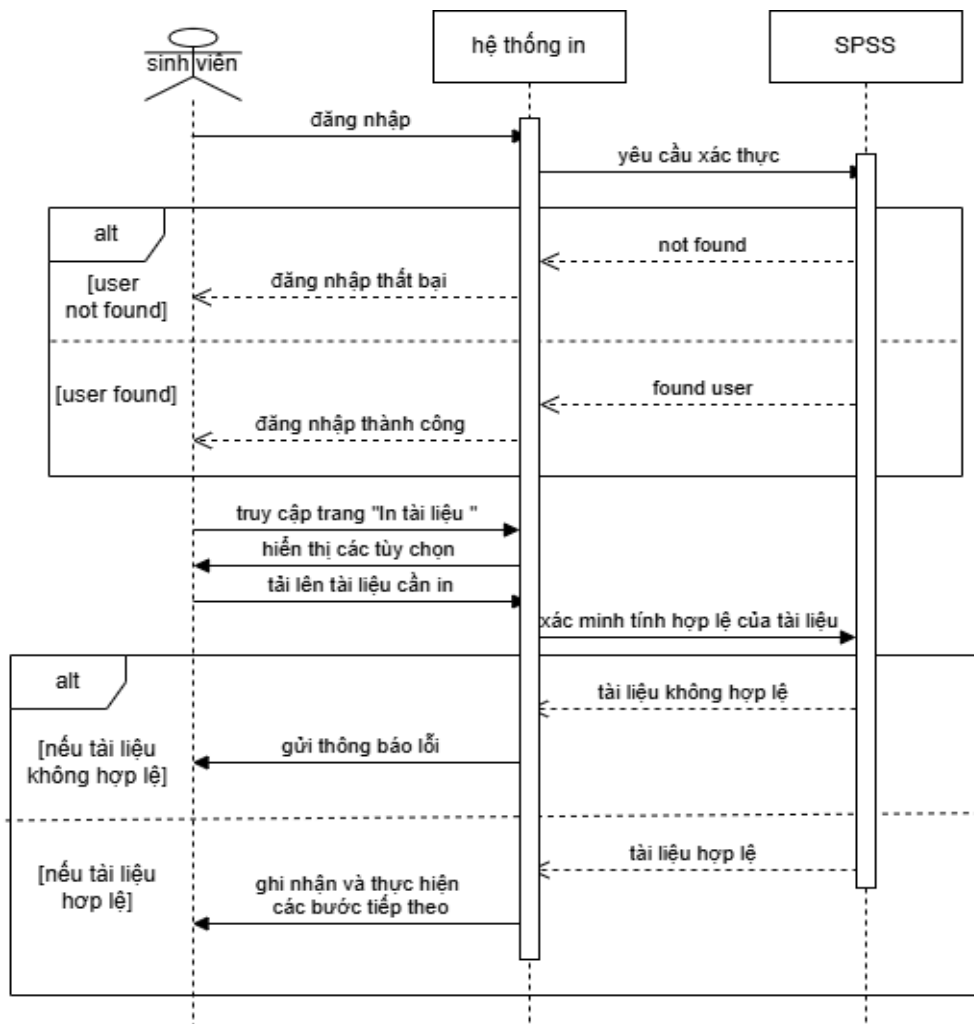 sinh viên
hệ thống in
SPSS
đăng nhập
yêu cầu xác thực
alt
not found
[user
not found]
đăng nhập thất bại
[user found]
found user
đăng nhập thành công
truy cập trang "In tài liệu "
hiển thị các tùy chọn
tải lên tài liệu cần in
xác minh tính hợp lệ của tài liệu
alt
tài liệu không hợp lệ
[nếu tài liệu
không hợp lệ]
gửi thông báo lỗi
tài liệu hợp lệ
[nếu tài liệu
hợp lệ]
ghi nhận và thực hiện
các bước tiếp theo